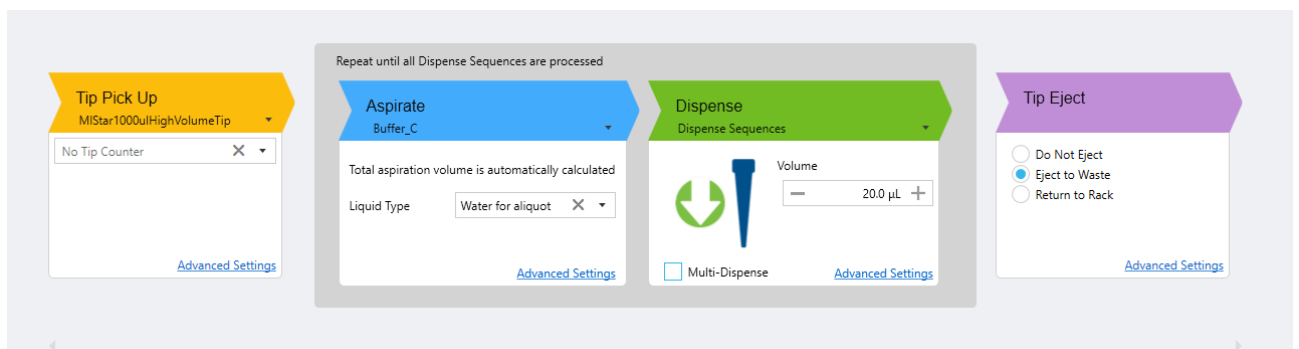 Repeat until all Dispense Sequences are processed
Tip Pick Up
MlStar1000ulHighVolumeTip
No Tip Counter
Advanced Settings
Aspirate
Buffer_C
Total aspiration volume is automatically calculated
Liquid Type
Water for aliquot
Advanced Settings
Dispense
Dispense Sequences
Volume
20.0 µL
Multi-Dispense
Advanced Settings
Tip Eject
Do Not Eject
Eject to Waste
Return to Rack
Advanced Settings